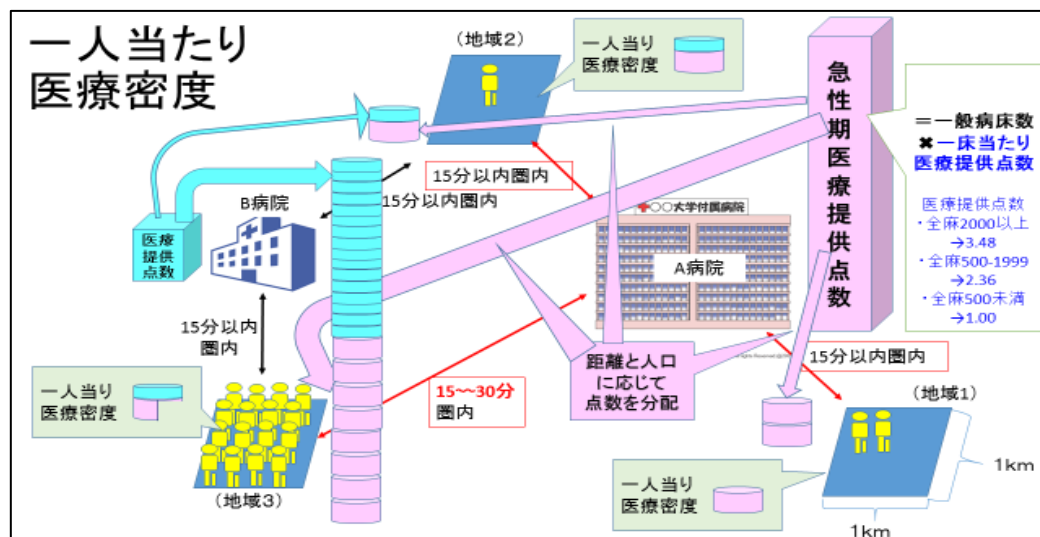 一人当たり
医療密度
(地域2)
一人当り
医療密度
急性期医療提供点数
=一般病床数
✖一床当たり
医療提供点数
医療提供点数
・全麻2000以上
→3.48
・全麻500-1999
→2.36
・全麻500未満
→1.00
15分以内圏内
15分以内圏内
B病院
医療
提供
点数
○○大学付属病院
A病院
15分以内
圏内
15~~30分
圏内
距離と人口
に応じて
点数を分配
15分以内圏内
一人当り
医療密度
(地域3)
(地域1)
一人当り
医療密度
1km
1km